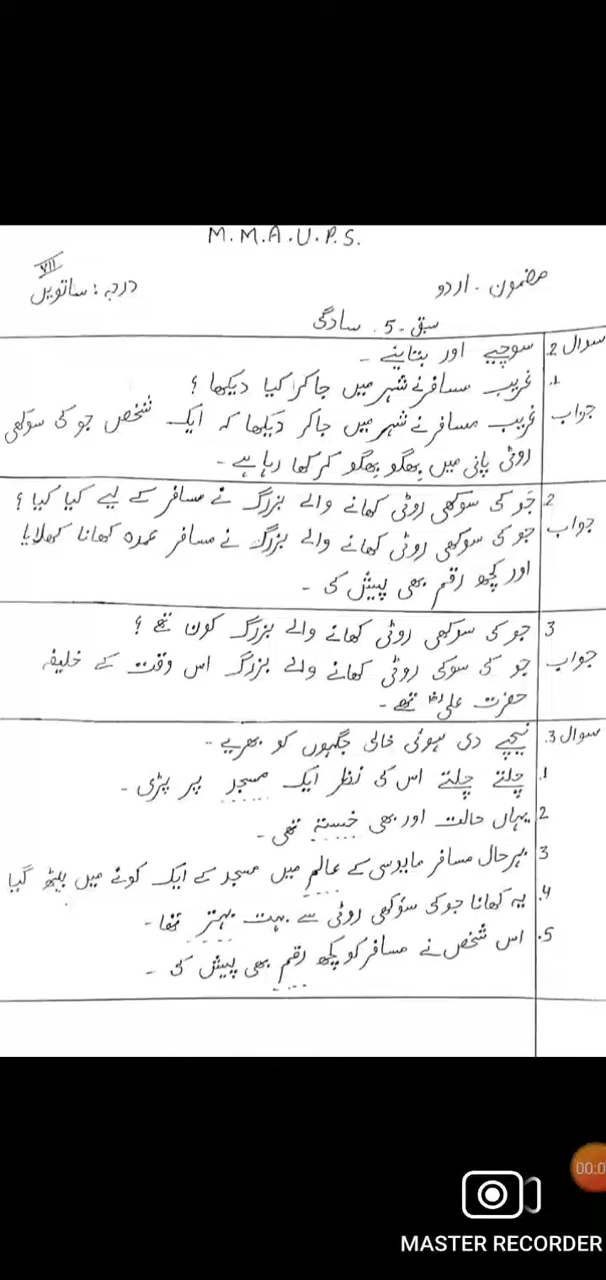 M.M.A.U.P.S.
VII
مضمون ۔ اردو
درجہ : ساتویں
سبق ۔ 5 ۔ سادگی
سوال 2. سوچیے اور بتایئے ۔
1. غریب مسافر نے شہر میں جا کر کیا دیکھا ؟
جواب غریب مسافر نے شہر میں جا کر دیکھا کہ ایک شخص جو کی سوکھی
روٹی پانی میں بھگو بھگو کر کھا رہا ہے ۔
2 جَو کی سوکھی روٹی کھانے والے بزرگ نے مسافر کے لیے کیا کیا ؟
جواب جو کی سوکھی روٹی کھانے والے بزرگ نے مسافر عمدہ کھانا کھلایا
اور کچھ رقم بھی پیش کی ۔
3 جو کی سوکھی روٹی کھانے والے بزرگ کون تھے ؟
جواب جو کی سوکی روٹی کھانے والے بزرگ اس وقت کے خلیفہ
حضرت علیؓ تھے ۔
سوال 3. نیچے دی ہوئی خالی جگہوں کو بھریے ۔
1. چلتے چلتے اس کی نظر ایک مسجد پر پڑی ۔
2. یہاں حالت اور بھی خستہ تھی ۔
3 بہرحال مسافر مایوسی کے عالم میں مسجد کے ایک کونے میں بیٹھ گیا
4. یہ کھانا جو کی سوکھی روٹی سے بہت بہتر تھا ۔
5. اس شخص نے مسافر کو کچھ رقم بھی پیش کی ۔
00:0
MASTER RECORDER